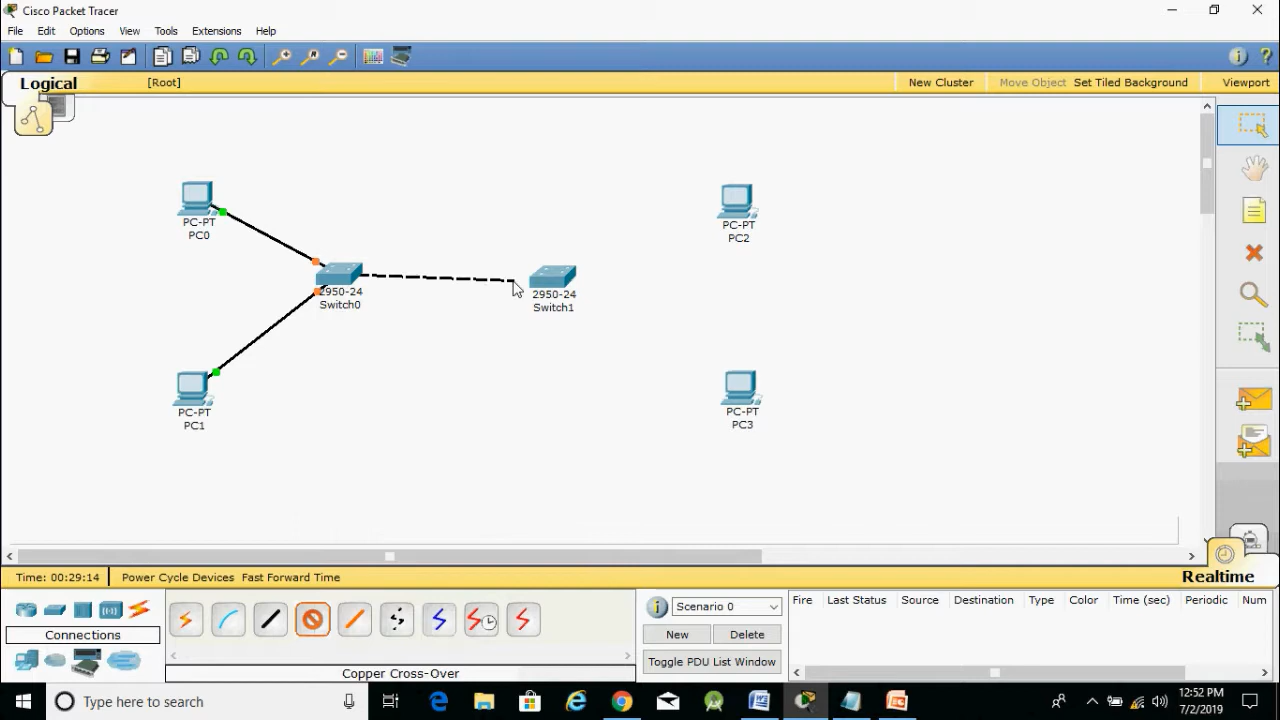 Cisco Packet Tracer
File Edit Options View Tools Extensions Help
Logical [Root] New Cluster Move Object Set Tiled Background Viewport
PC-PT
PC0
PC-PT
PC2
2950-24
Switch0
2950-24
Switch1
PC-PT
PC1
PC-PT
PC3
Time: 00:29:14 Power Cycle Devices Fast Forward Time Realtime
Scenario 0
Fire Last Status Source Destination Type Color Time (sec) Periodic Num
Connections
New Delete
Toggle PDU List Window
Copper Cross-Over
Type here to search
12:52 PM
7/2/2019